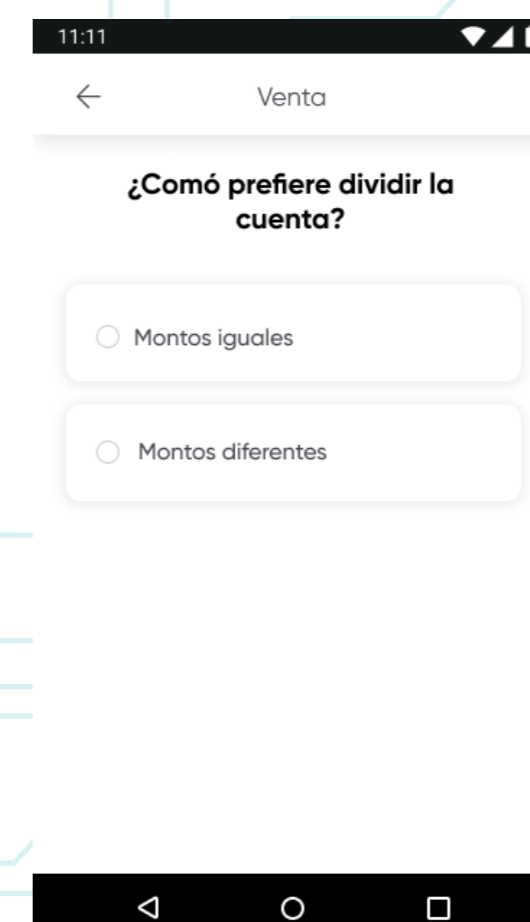 11:11
Venta
¿Comó prefiere dividir la
cuenta?
Montos iguales
Montos diferentes